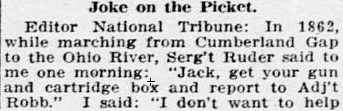 Joke on the Picket.
Editor National Tribune: In 1862,
while marching from Cumberland Gap
to the Ohio River, Serg't Ruder said to
me one morning: "Jack, get your gun
and cartridge box and report to Adj't
Robb." I said: "I don't want to help